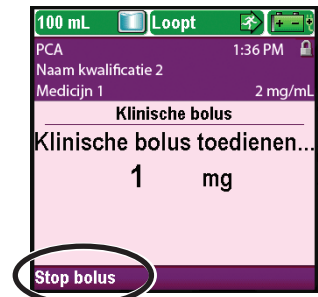 100 mL Loopt
PCA 1:36 PM
Naam kwalificatie 2
Medicijn 1 2 mg/mL
Klinische bolus
Klinische bolus toedienen...
1 mg
Stop bolus